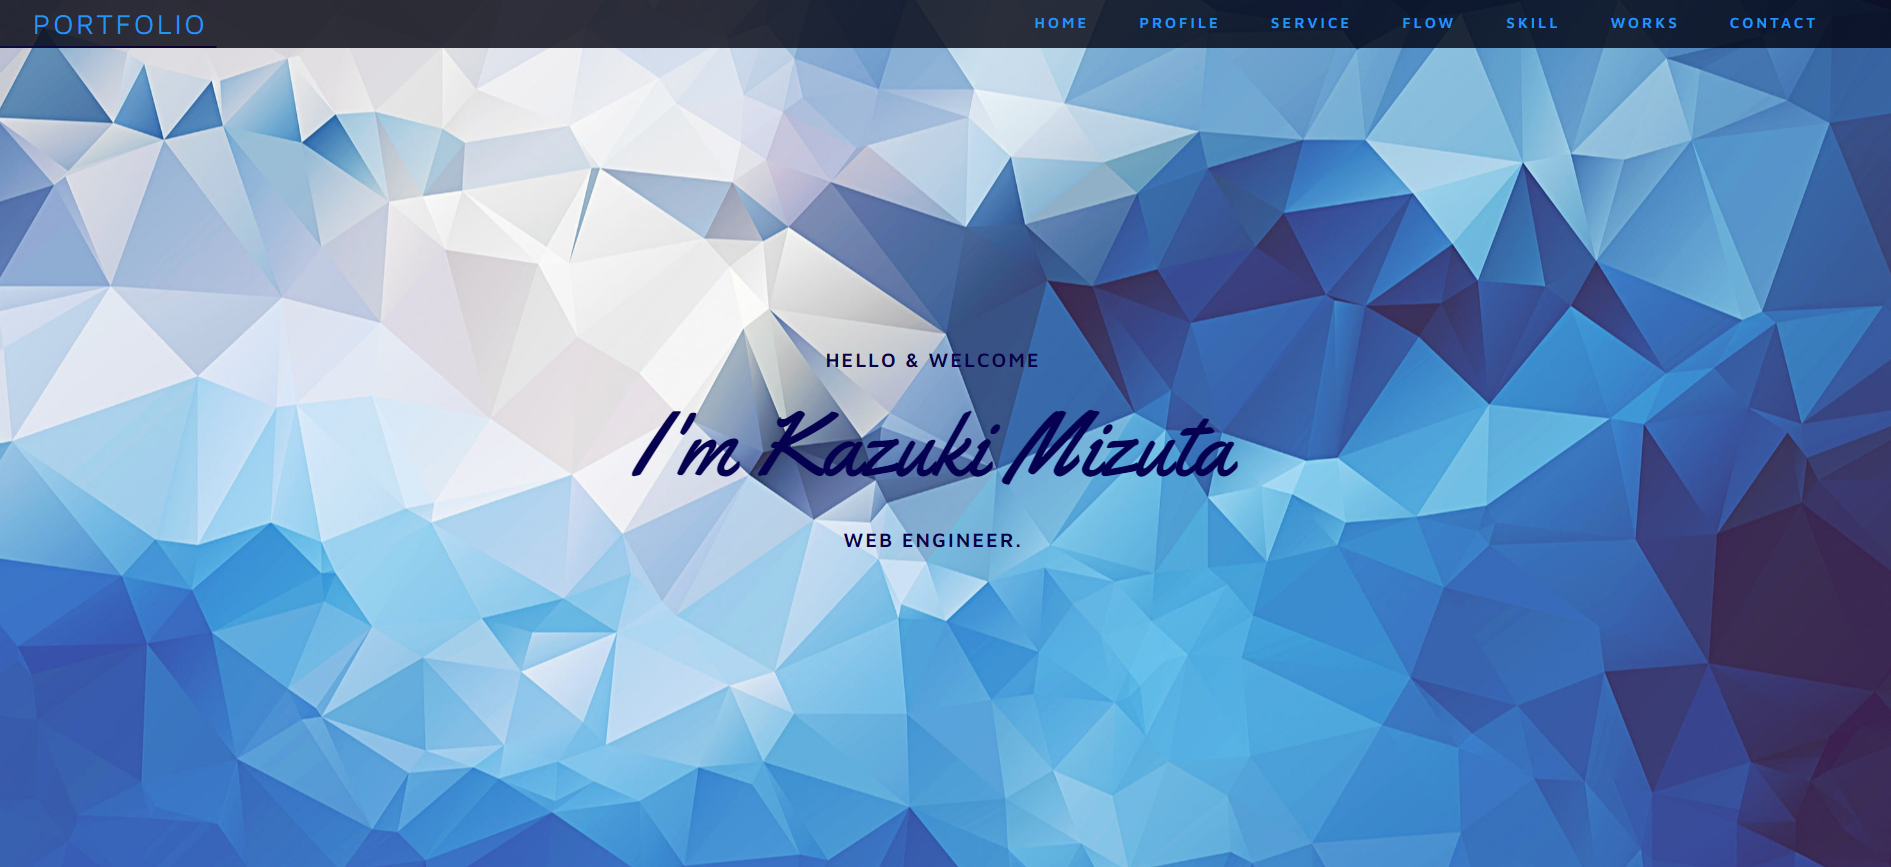 PORTFOLIO
HOME PROFILE SERVICE FLOW SKILL WORKS CONTACT
HELLO & WELCOME
I'm Kazuki Mizuta
WEB ENGINEER.